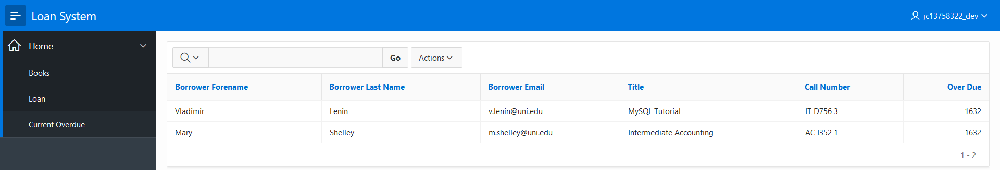 Loan System
jc13758322_dev
Home
Books
Loan
Current Overdue
Go Actions
Borrower Forename Borrower Last Name Borrower Email Title Call Number Over Due
Vladimir Lenin v.lenin@uni.edu MySQL Tutorial IT D756 3 1632
Mary Shelley m.shelley@uni.edu Intermediate Accounting AC I352 1 1632
1 - 2